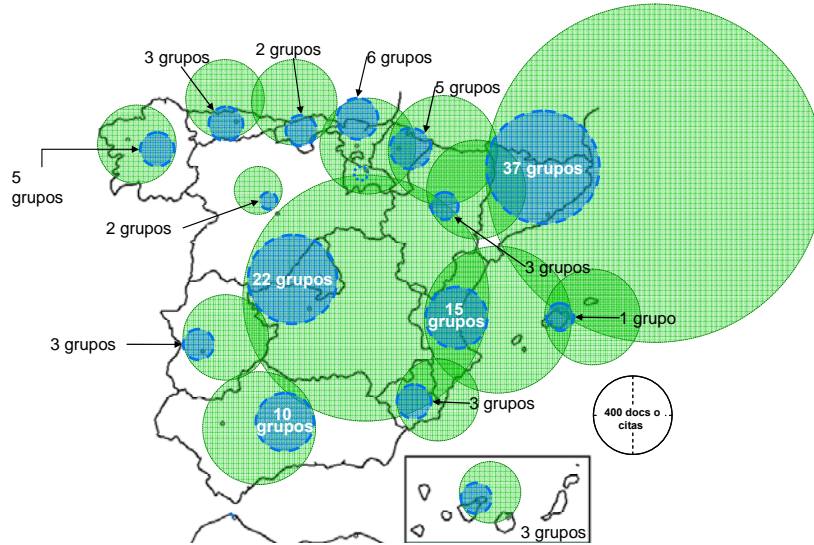 2 grupos
3 grupos
6 grupos
5 grupos
37 grupos
5
grupos
2 grupos
3 grupos
22 grupos
15
grupos
1 grupo
3 grupos
3 grupos
10
grupos
400 docs o
citas
3 grupos